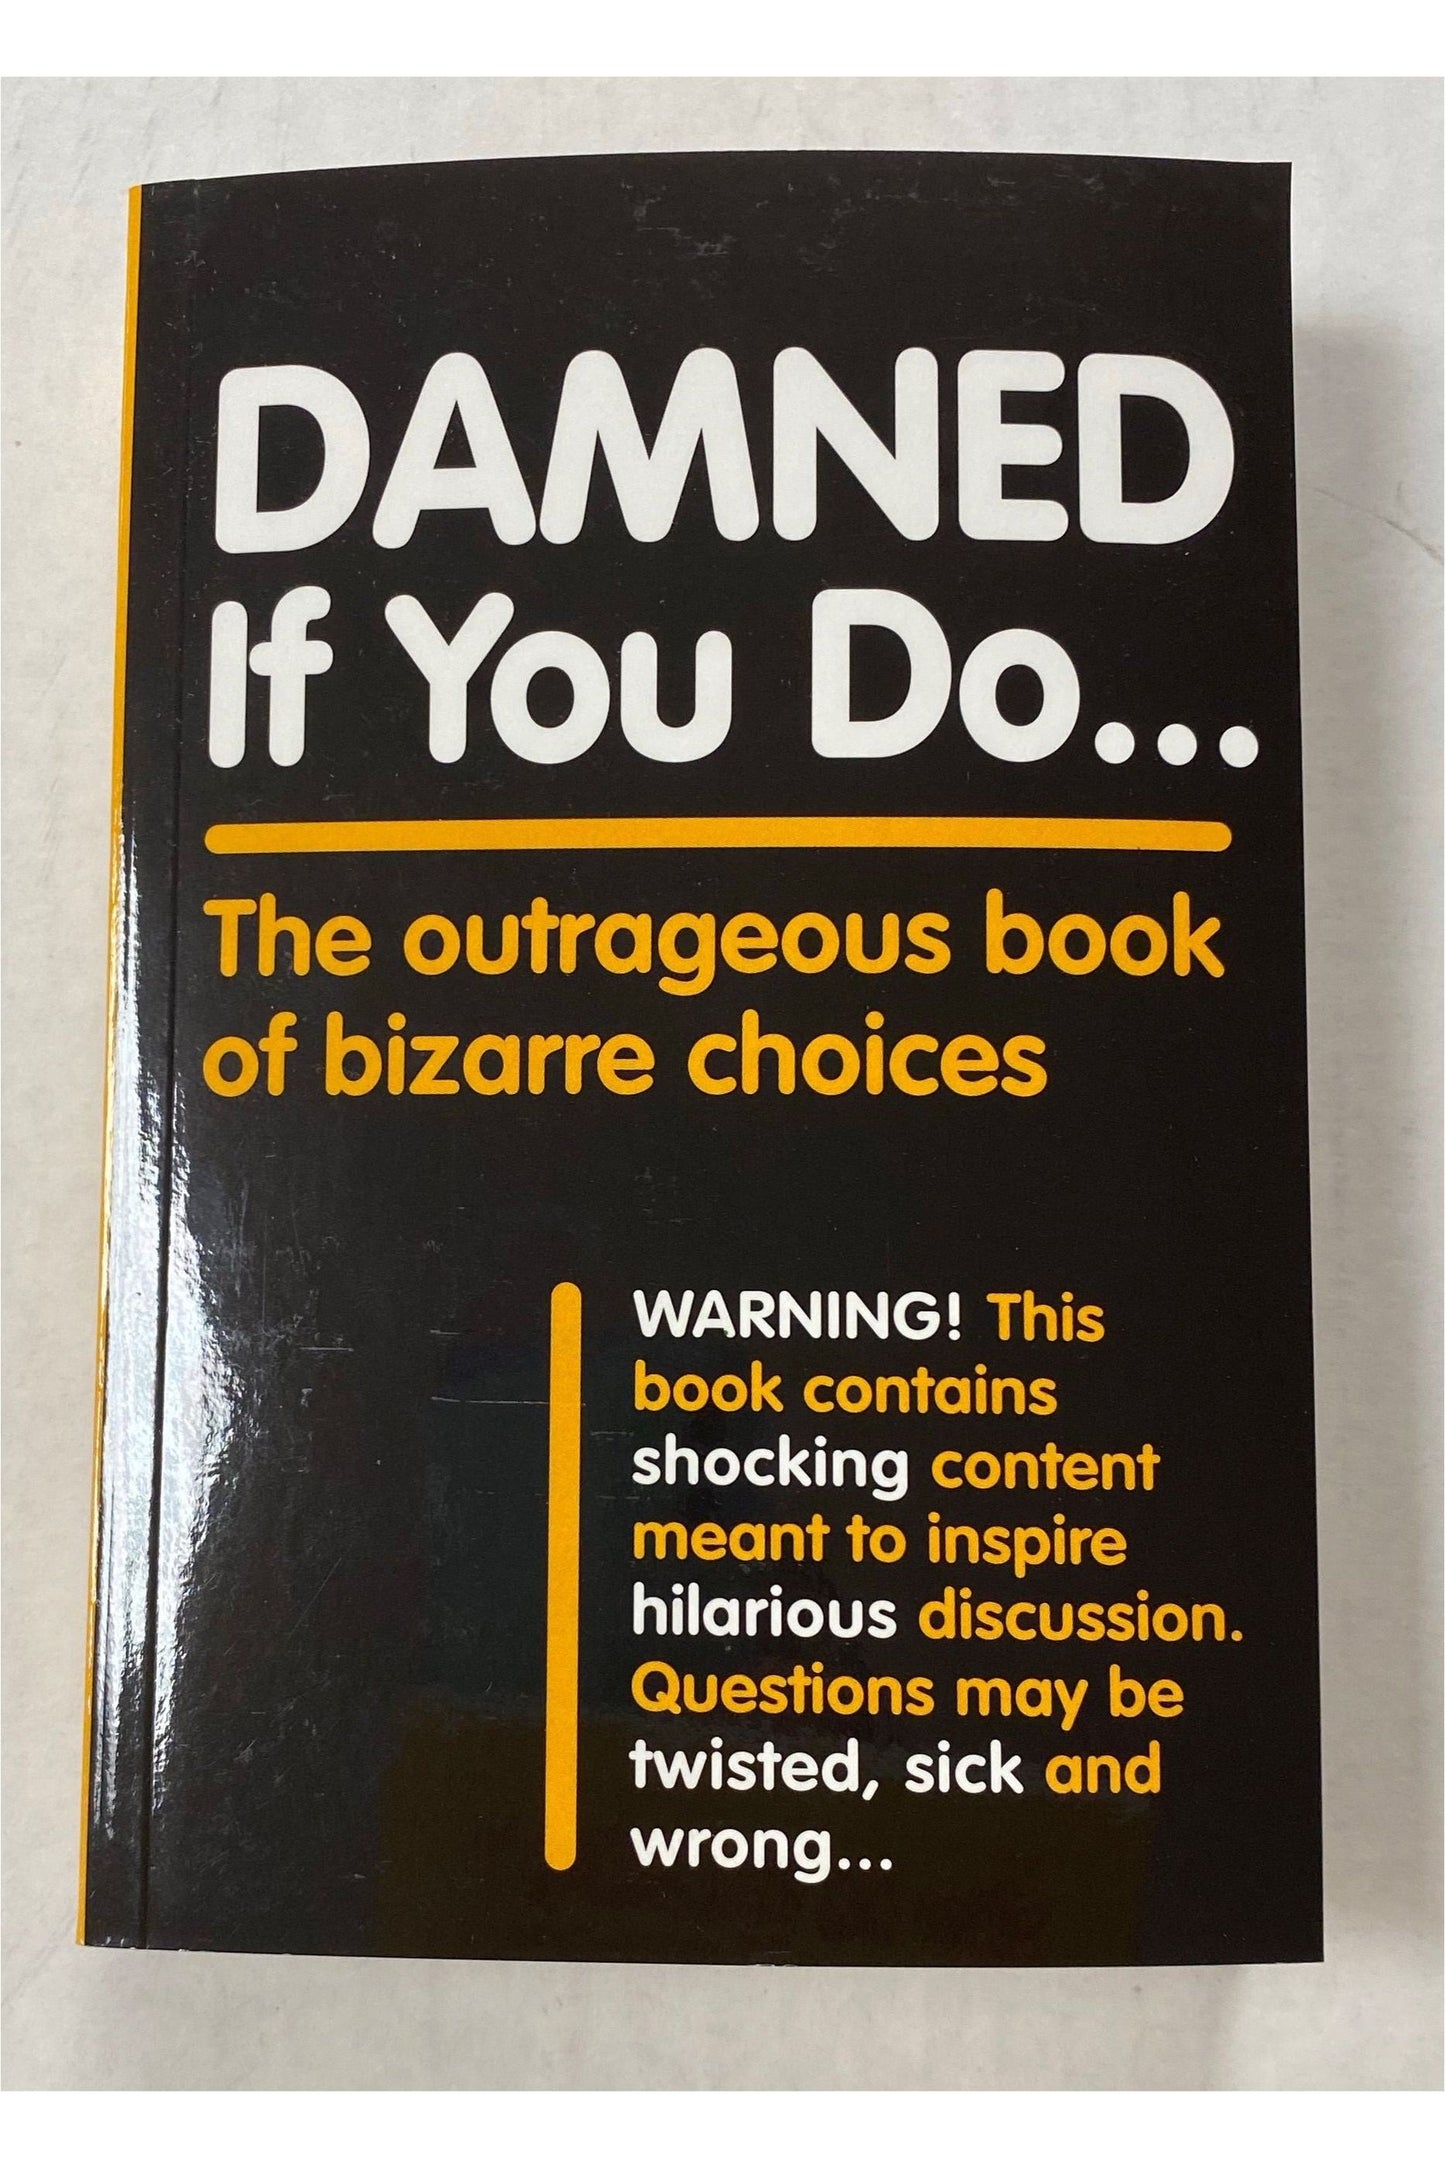 DAMNED
If You Do...
The outrageous book
of bizarre choices
WARNING! This
book contains
shocking content
meant to inspire
hilarious discussion.
Questions may be
twisted, sick and
wrong...